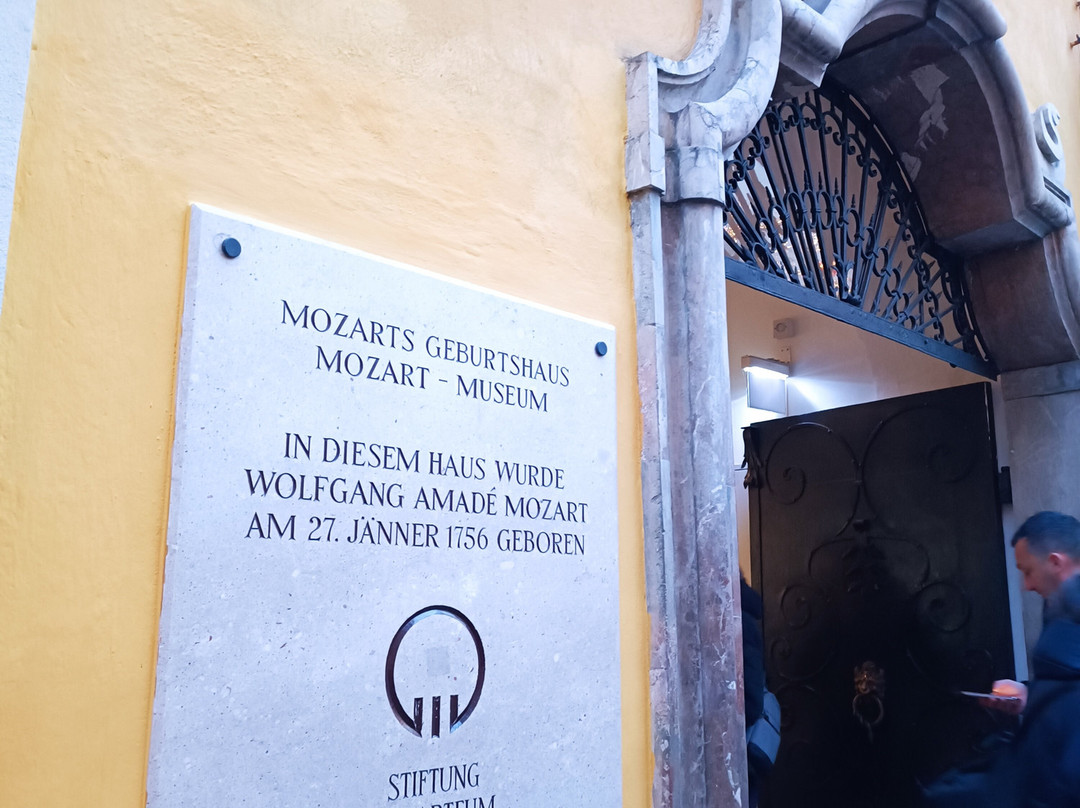 MOZARTS GEBURTSHAUS
MOZART - MUSEUM
IN DIESEM HAUS WURDE
WOLFGANG AMADÉ MOZART
AM 27. JÄNNER 1756 GEBOREN
STIFTUNG